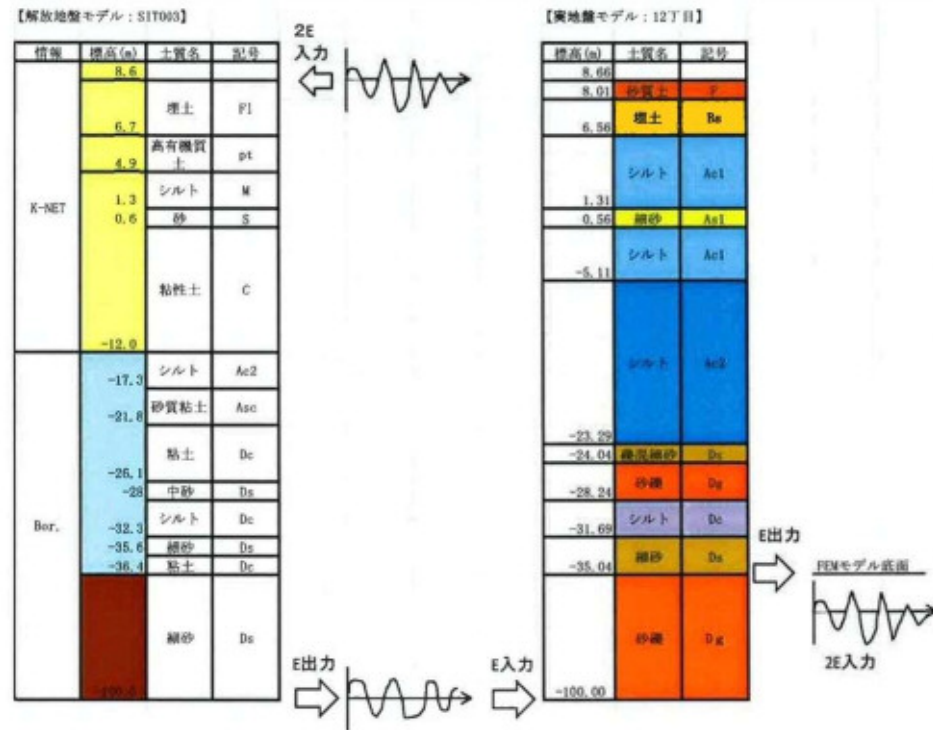 【解放地盤モデル：SIT003】
情報 標高(m) 土質名 記号
8.6
6.7 埋土 Fl
4.9 高有機質土 pt
1.3 シルト M
K-NET
0.6 砂 S
-12.0 粘性土 C
-17.3 シルト Ac2
-21.8 砂質粘土 Asc
-26.1 粘土 Dc
-28 中砂 Ds
Bor.
-32.3 シルト Dc
-35.6 細砂 Ds
-36.4 粘土 Dc
細砂 Ds
2E
入力
E出力
E入力
【実地盤モデル：12丁目】
標高(m) 土質名 記号
8.66
8.01 砂質土 F
6.56 埋土 Bs
1.31 シルト Ac1
0.56 細砂 As1
-5.11 シルト Ac1
-23.29 シルト Ac2
-24.04 礫混細砂 Ds
-28.24 砂礫 Dg
-31.69 シルト Dc
-35.04 細砂 Ds
-100.00 砂礫 Dg
E出力
FEMモデル底面
2E入力